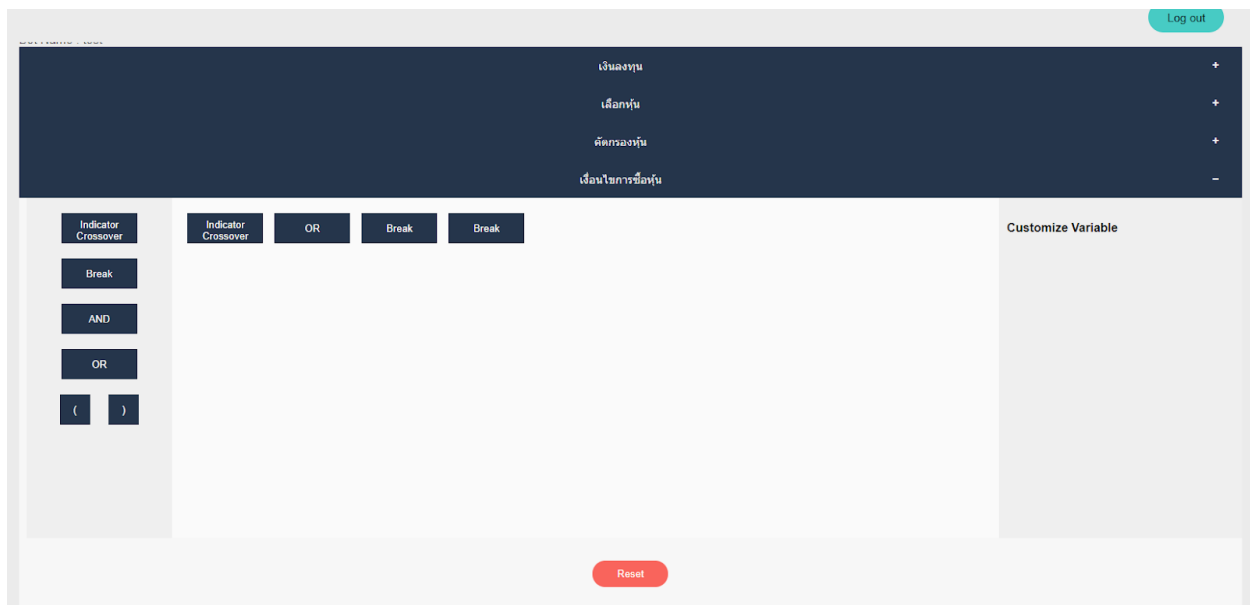 Log out
เงินลงทุน +
เลือกหุ้น +
คัดกรองหุ้น +
เงื่อนไขการซื้อหุ้น −
Indicator Crossover
Break
AND
OR
( )
Indicator Crossover OR Break Break
Customize Variable
Reset